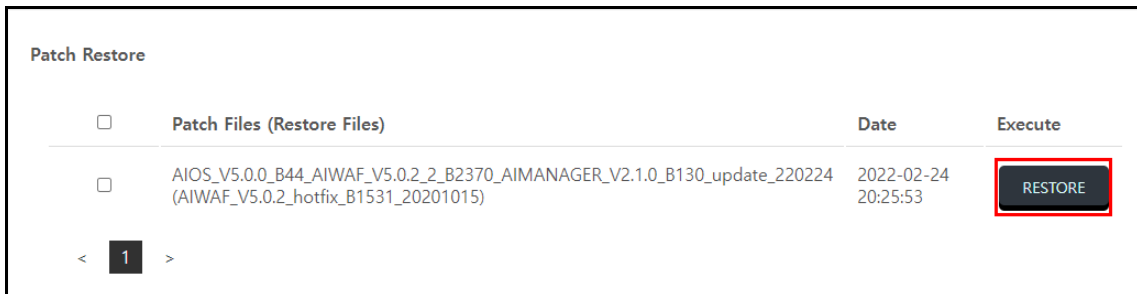 Patch Restore
Patch Files (Restore Files) Date Execute
AIOS_V5.0.0_B44_AIWAF_V5.0.2_2_B2370_AIMANAGER_V2.1.0_B130_update_220224 2022-02-24 RESTORE
(AIWAF_V5.0.2_hotfix_B1531_20201015) 20:25:53
< 1 >